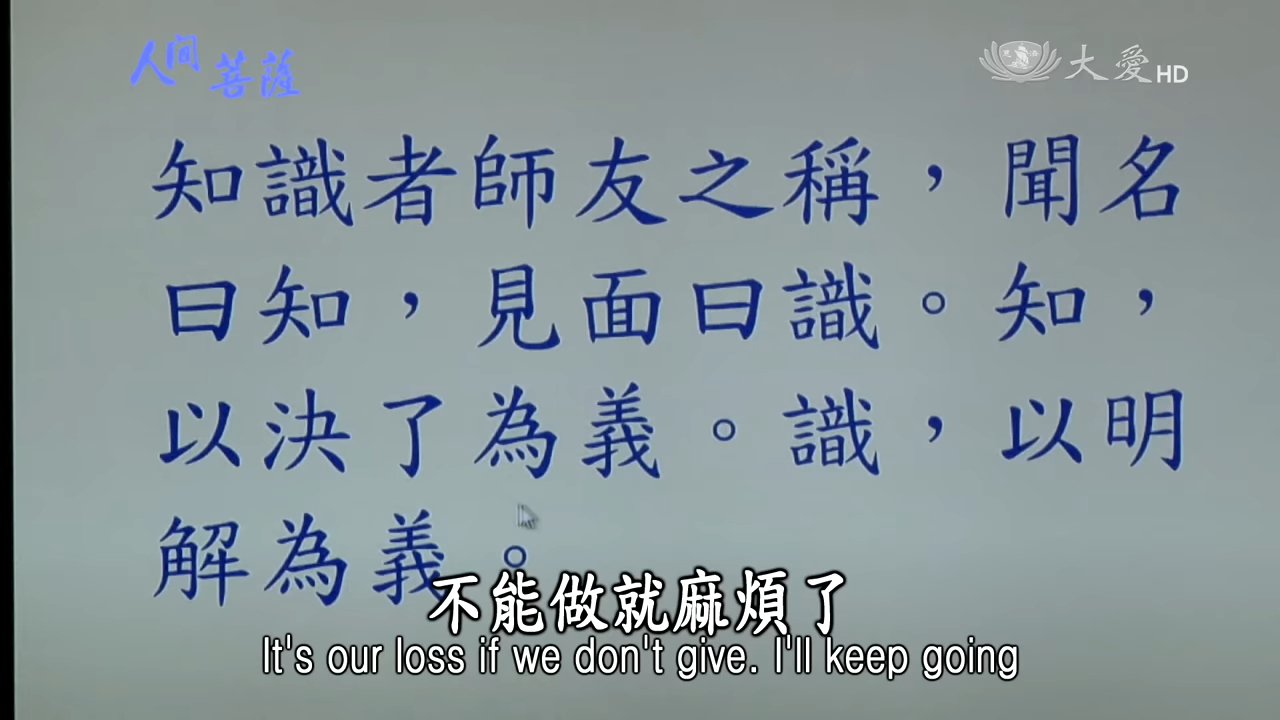 人間菩薩
大愛HD
知識者師友之稱，聞名
曰知，見面曰識。知，
以決了為義。識，以明
解為義。
不能做就麻煩了
It's our loss if we don't give. I'll keep going